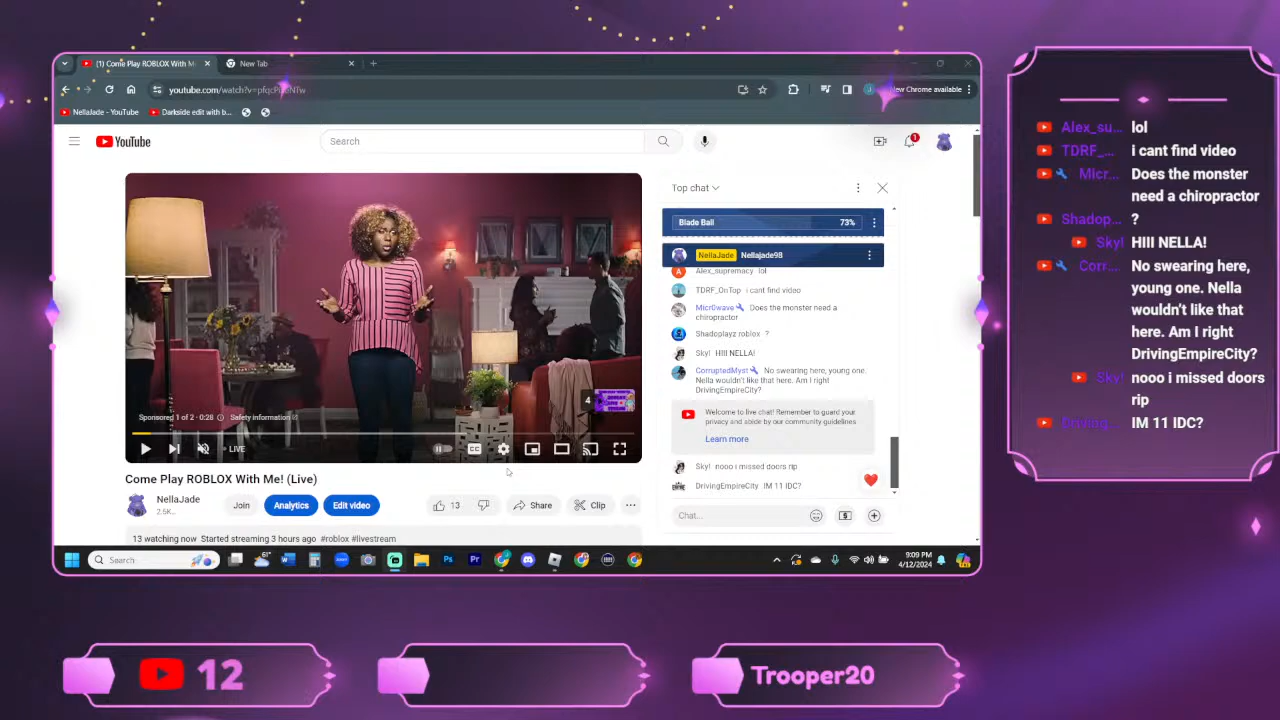 (1) Come Play ROBLOX With M
New Tab
New Chrome available
NellaJade - YouTube
Darkside edit with b...
YouTube
Search
1
Sponsored 1 of 2 · 0:28
Safety information
4
LIVE
Come Play ROBLOX With Me! (Live)
NellaJade
2.5K..
Join
Analytics
Edit video
13
Share
Clip
13 watching now Started streaming 3 hours ago #roblox #livestream
Top chat
Blade Ball 73%
NellaJade Nellajade98
Alex_supremacy lol
TDRF_OnTop i cant find video
Micr0wave Does the monster need a
chiropractor
Shadoplayz roblox ?
Sky! HIII NELLA!
CorruptedMyst No swearing here, young one.
Nella wouldn't like that here. Am I right
DrivingEmpireCity?
Welcome to live chat! Remember to guard your
privacy and abide by our community guidelines
Learn more
Sky! nooo i missed doors rip
DrivingEmpireCity IM 11 IDC?
Chat...
Search
61°
9:09 PM
4/12/2024
Alex_su... lol
TDRF_... i cant find video
Micr... Does the monster
need a chiropractor
Shadop... ?
Sky! HIII NELLA!
Corr... No swearing here,
young one. Nella
wouldn't like that
here. Am I right
DrivingEmpireCity?
Sky! nooo i missed doors
rip
Driving... IM 11 IDC?
12
Trooper20